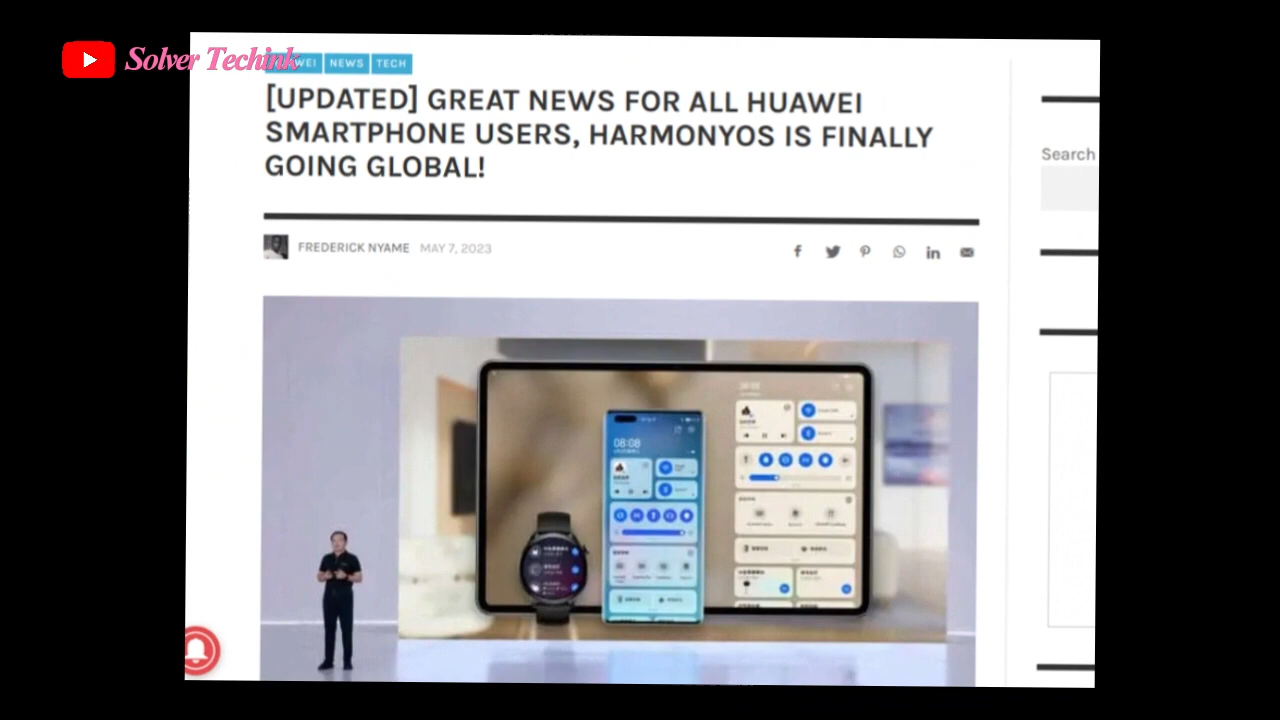 Solver Techink
NEWS
TECH
[UPDATED] GREAT NEWS FOR ALL HUAWEI
SMARTPHONE USERS, HARMONYOS IS FINALLY
GOING GLOBAL!
Search
FREDERICK NYAME MAY 7, 2023
08:08